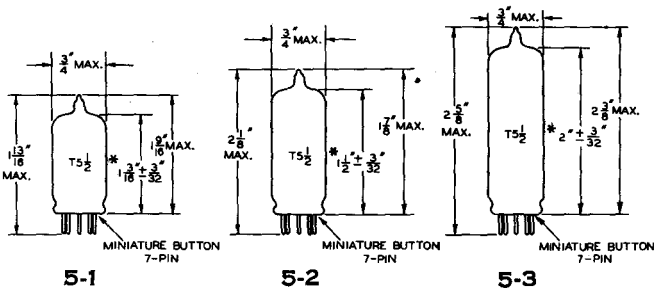 3/4" MAX.
1 13/16" MAX.
T5 1/2
*
1 3/16" ± 3/32"
1 9/16" MAX.
MINIATURE BUTTON
7-PIN
5-1
3/4" MAX.
2 1/8" MAX.
T5 1/2
*
1 1/2" ± 3/32"
1 7/8" MAX.
MINIATURE BUTTON
7-PIN
5-2
3/4" MAX.
2 5/8" MAX.
T5 1/2
*
2" ± 3/32"
2 3/8" MAX.
MINIATURE BUTTON
7-PIN
5-3